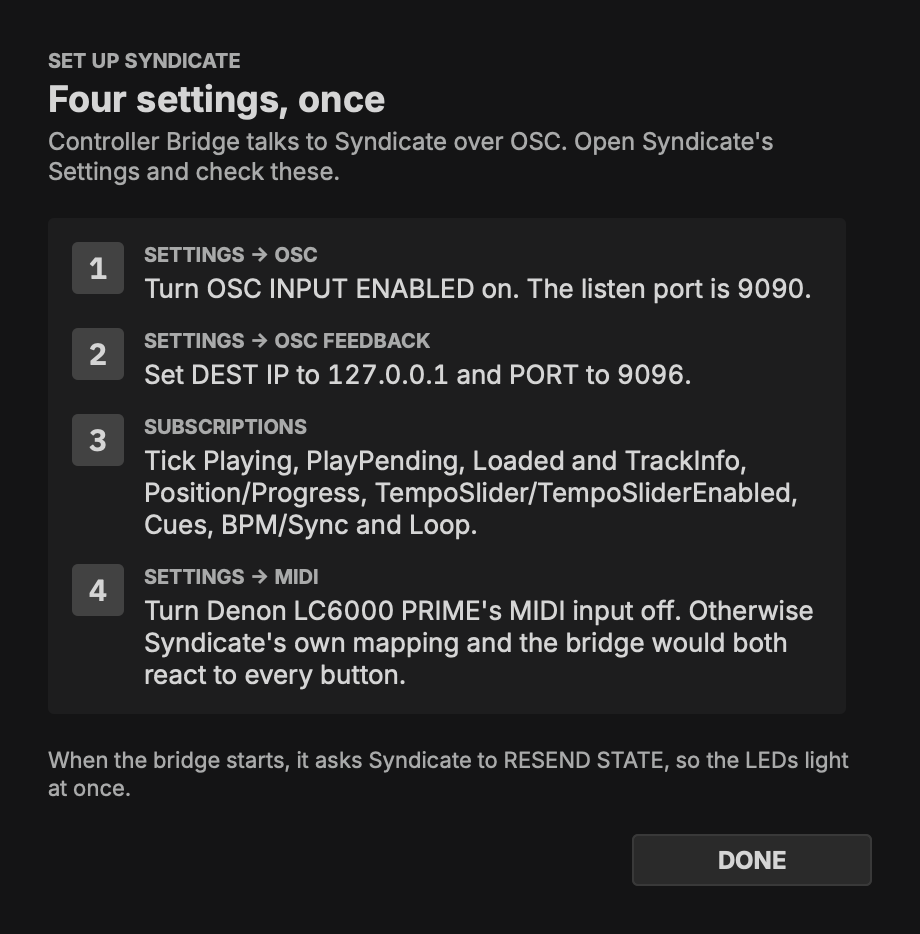 SET UP SYNDICATE
Four settings, once
Controller Bridge talks to Syndicate over OSC. Open Syndicate's
Settings and check these.
1
SETTINGS → OSC
Turn OSC INPUT ENABLED on. The listen port is 9090.
2
SETTINGS → OSC FEEDBACK
Set DEST IP to 127.0.0.1 and PORT to 9096.
3
SUBSCRIPTIONS
Tick Playing, PlayPending, Loaded and TrackInfo,
Position/Progress, TempoSlider/TempoSliderEnabled,
Cues, BPM/Sync and Loop.
4
SETTINGS → MIDI
Turn Denon LC6000 PRIME's MIDI input off. Otherwise
Syndicate's own mapping and the bridge would both
react to every button.
When the bridge starts, it asks Syndicate to RESEND STATE, so the LEDs light
at once.
DONE